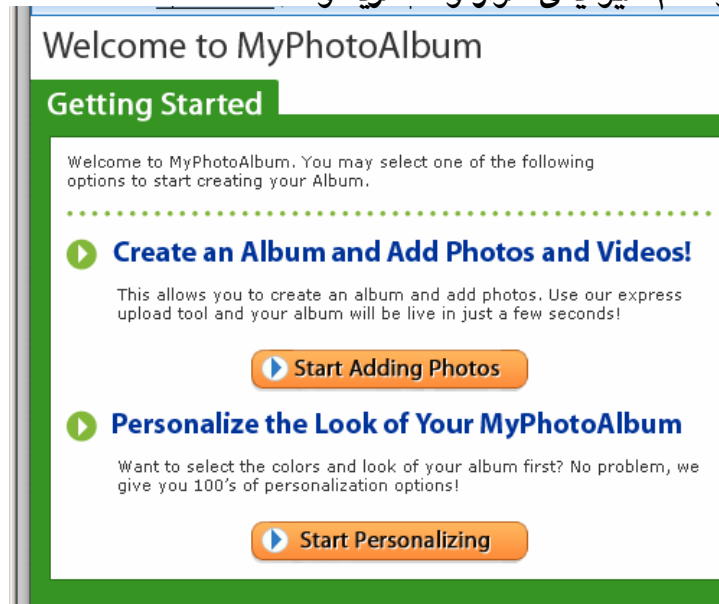 Welcome to MyPhotoAlbum
Getting Started
Welcome to MyPhotoAlbum. You may select one of the following
options to start creating your Album.
Create an Album and Add Photos and Videos!
This allows you to create an album and add photos. Use our express
upload tool and your album will be live in just a few seconds!
Start Adding Photos
Personalize the Look of Your MyPhotoAlbum
Want to select the colors and look of your album first? No problem, we
give you 100's of personalization options!
Start Personalizing